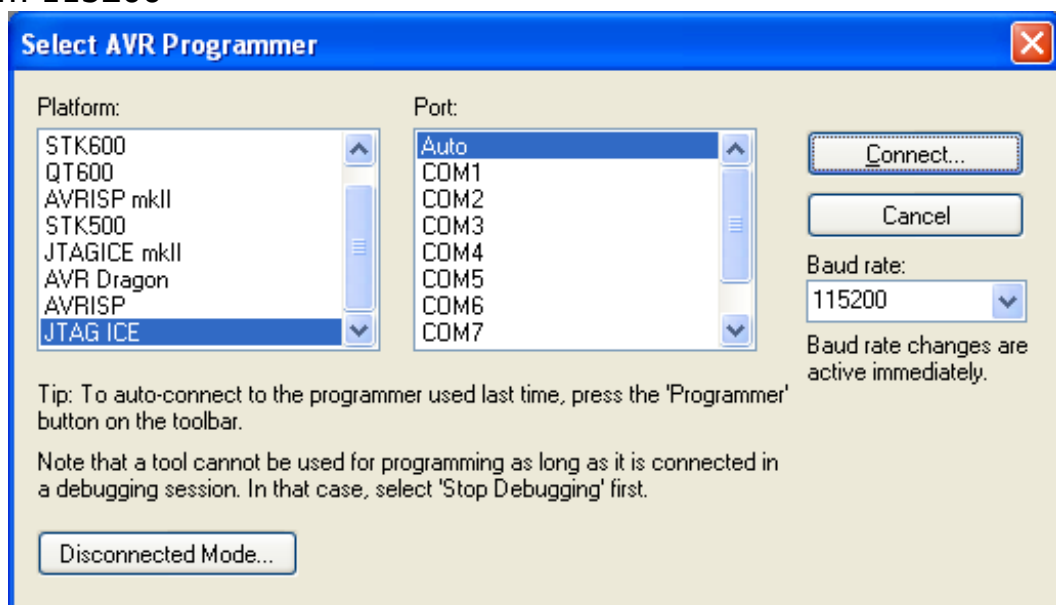 115200
Select AVR Programmer
Platform:
Port:
STK600
QT600
AVRISP mkII
STK500
JTAGICE mkII
AVR Dragon
AVRISP
JTAG ICE
Auto
COM1
COM2
COM3
COM4
COM5
COM6
COM7
Connect...
Cancel
Baud rate:
115200
Baud rate changes are
active immediately.
Tip: To auto-connect to the programmer used last time, press the 'Programmer'
button on the toolbar.
Note that a tool cannot be used for programming as long as it is connected in
a debugging session. In that case, select 'Stop Debugging' first.
Disconnected Mode...